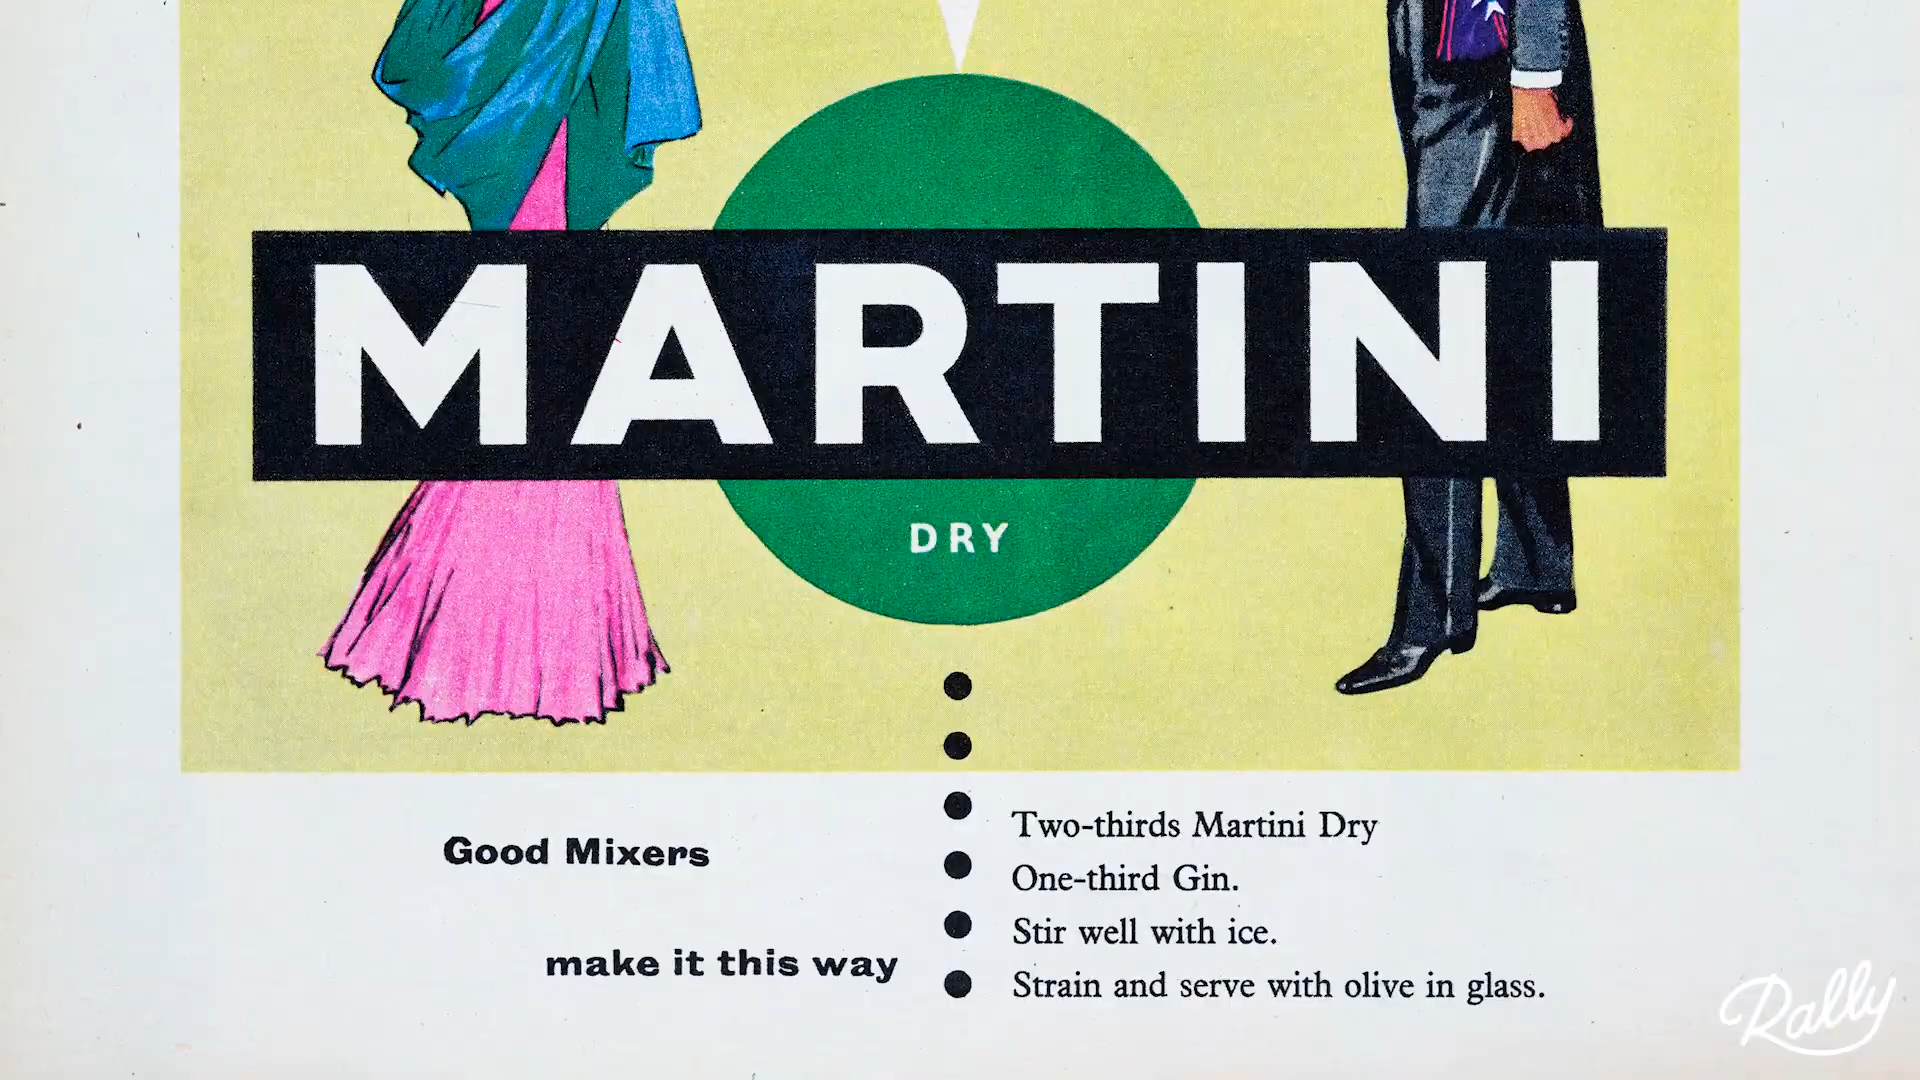 MARTINI
DRY
Good Mixers
make it this way
Two-thirds Martini Dry
One-third Gin.
Stir well with ice.
Strain and serve with olive in glass.
Rally